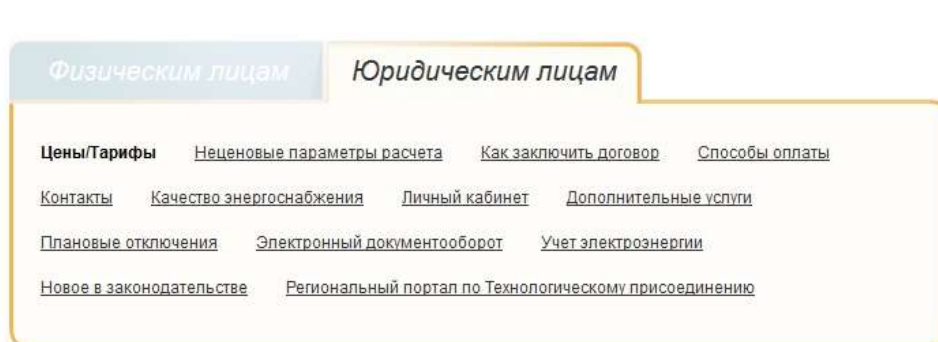 Физическим лицам Юридическим лицам
Цены/Тарифы Неценовые параметры расчета Как заключить договор Способы оплаты
Контакты Качество энергоснабжения Личный кабинет Дополнительные услуги
Плановые отключения Электронный документооборот Учет электроэнергии
Новое в законодательстве Региональный портал по Технологическому присоединению